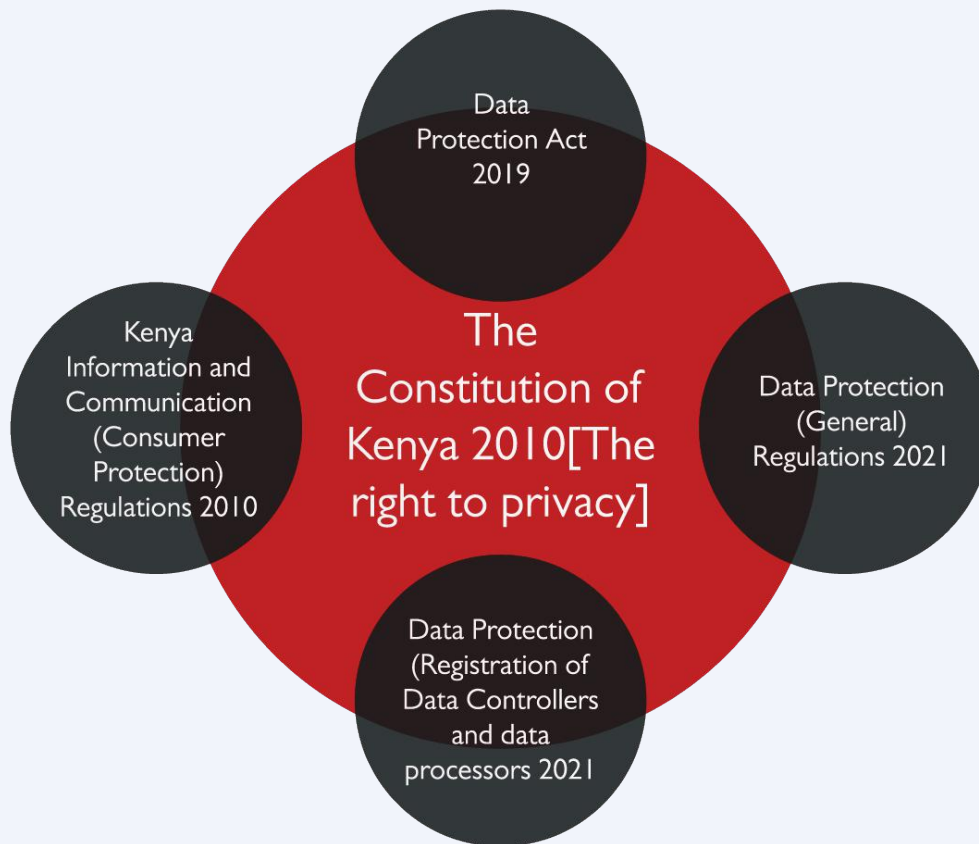 Data
Protection Act
2019
Kenya
Information and
Communication
(Consumer
Protection)
Regulations 2010
The
Constitution of
Kenya 2010[The
right to privacy]
Data Protection
(General)
Regulations 2021
Data Protection
(Registration of
Data Controllers
and data
processors 2021